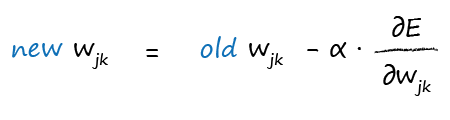 new w_jk = old w_jk - α · ∂E / ∂w_jk